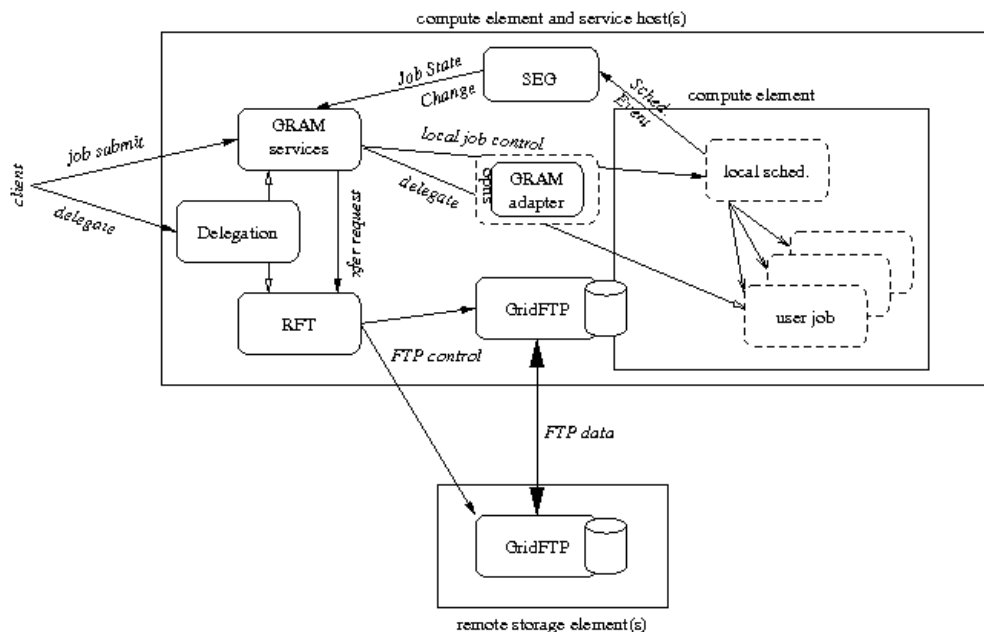 compute element and service host(s)
Job State
Change
SEG
Sched.
Event
compute element
GRAM
services
job submit
local job control
local sched.
client
delegate
sudo
GRAM
adapter
delegate
Delegation
xfer request
RFT
GridFTP
user job
FTP control
FTP data
GridFTP
remote storage element(s)